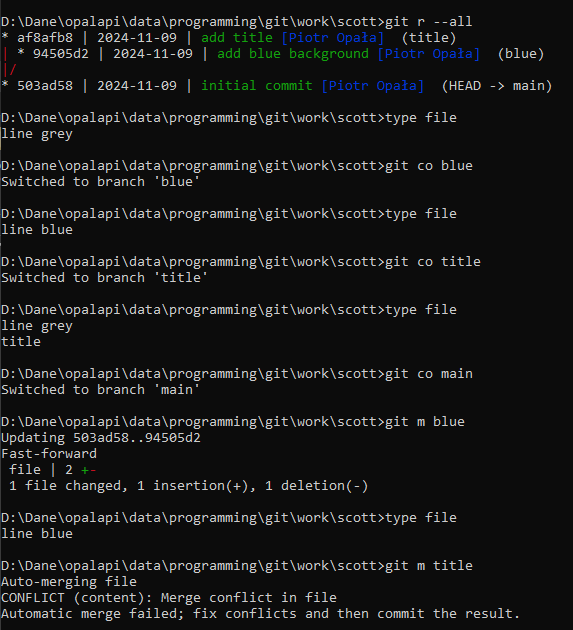 D:\Dane\opalapi\data\programming\git\work\scott>git r --all
* af8afb8 | 2024-11-09 | add title [Piotr Opała]  (title)
| * 94505d2 | 2024-11-09 | add blue background [Piotr Opała]  (blue)
|/
* 503ad58 | 2024-11-09 | initial commit [Piotr Opała]  (HEAD -> main)
D:\Dane\opalapi\data\programming\git\work\scott>type file
line grey
D:\Dane\opalapi\data\programming\git\work\scott>git co blue
Switched to branch 'blue'
D:\Dane\opalapi\data\programming\git\work\scott>type file
line blue
D:\Dane\opalapi\data\programming\git\work\scott>git co title
Switched to branch 'title'
D:\Dane\opalapi\data\programming\git\work\scott>type file
line grey
title
D:\Dane\opalapi\data\programming\git\work\scott>git co main
Switched to branch 'main'
D:\Dane\opalapi\data\programming\git\work\scott>git m blue
Updating 503ad58..94505d2
Fast-forward
 file | 2 +-
 1 file changed, 1 insertion(+), 1 deletion(-)
D:\Dane\opalapi\data\programming\git\work\scott>type file
line blue
D:\Dane\opalapi\data\programming\git\work\scott>git m title
Auto-merging file
CONFLICT (content): Merge conflict in file
Automatic merge failed; fix conflicts and then commit the result.